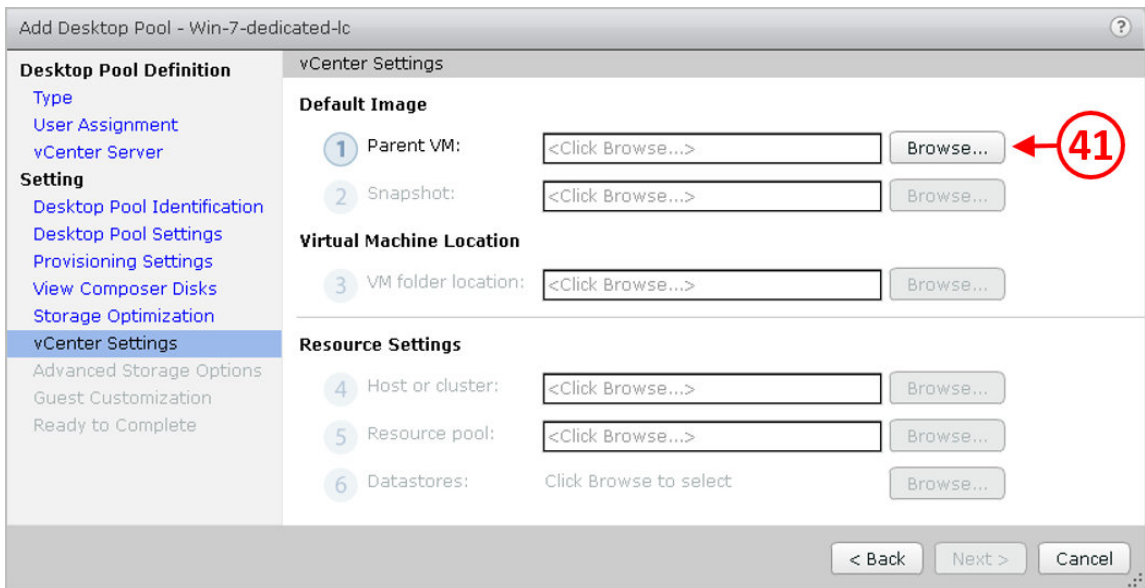 Add Desktop Pool - Win-7-dedicated-lc
?
Desktop Pool Definition
Type
User Assignment
vCenter Server
Setting
Desktop Pool Identification
Desktop Pool Settings
Provisioning Settings
View Composer Disks
Storage Optimization
vCenter Settings
Advanced Storage Options
Guest Customization
Ready to Complete
vCenter Settings
Default Image
1 Parent VM: <Click Browse...> Browse... 41
2 Snapshot: <Click Browse...> Browse...
Virtual Machine Location
3 VM folder location: <Click Browse...> Browse...
Resource Settings
4 Host or cluster: <Click Browse...> Browse...
5 Resource pool: <Click Browse...> Browse...
6 Datastores: Click Browse to select Browse...
< Back Next > Cancel